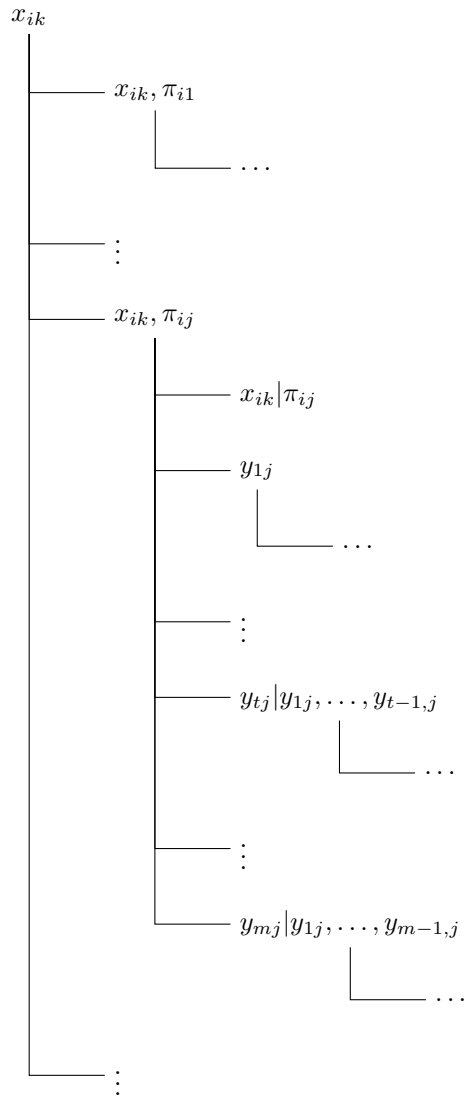 x_{ik}
x_{ik}, π_{i1}
⋯
⋮
x_{ik}, π_{ij}
x_{ik}|π_{ij}
y_{1j}
⋯
⋮
y_{tj}|y_{1j}, …, y_{t−1,j}
⋯
⋮
y_{mj}|y_{1j}, …, y_{m−1,j}
⋯
⋮